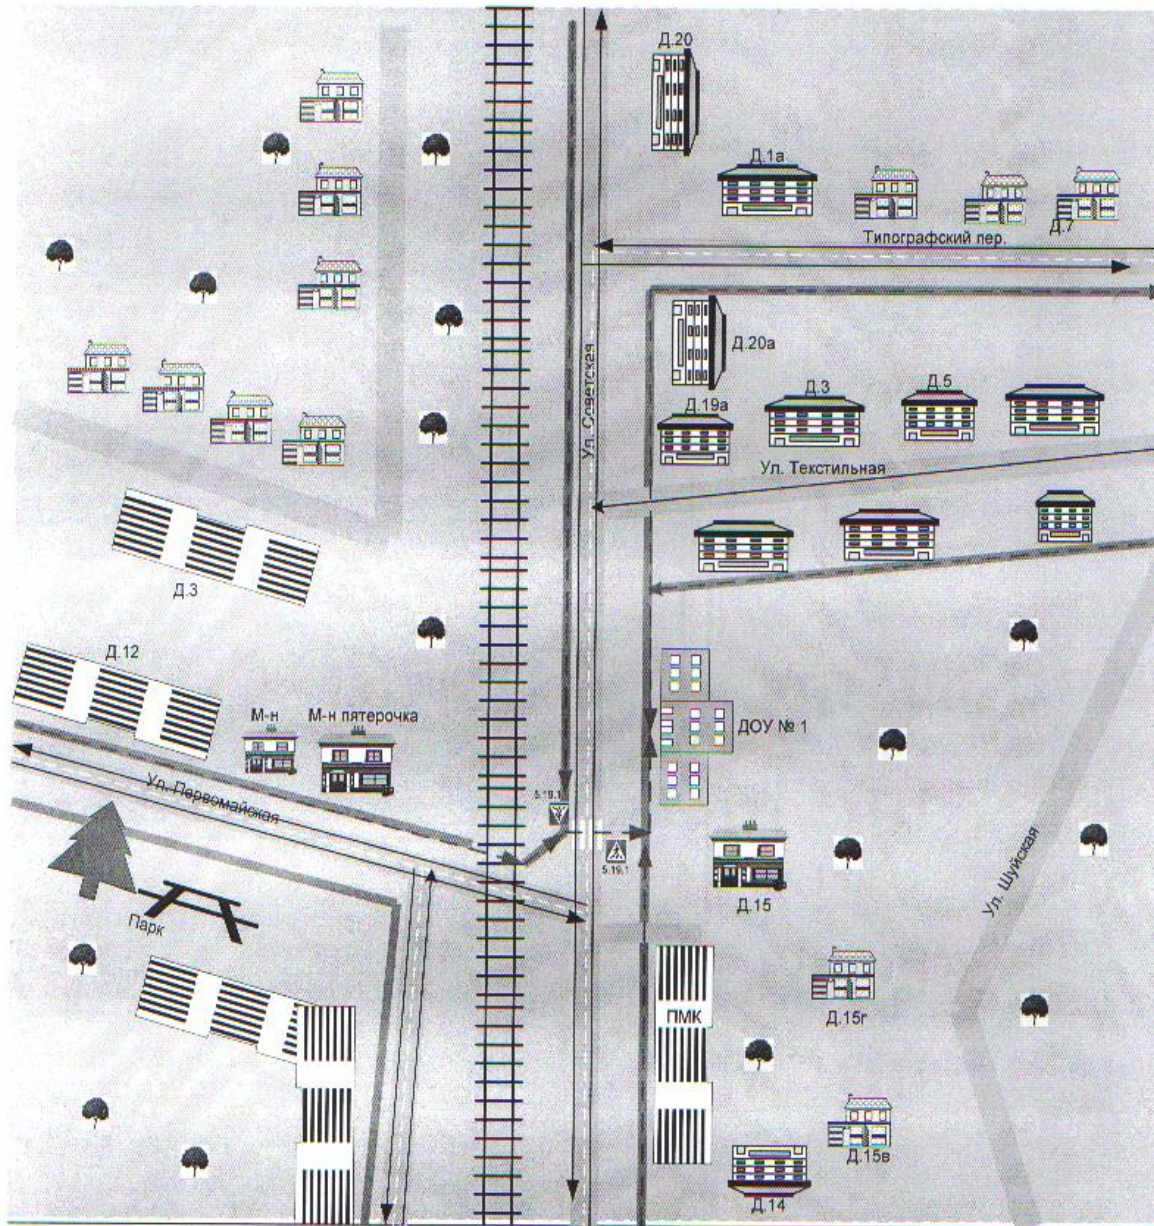 Д.20
Д.1а
Д.7
Типографский пер.
Д.20а
Ул. Советская
Д.3
Д.5
Д.19а
Ул. Текстильная
Д.3
Д.12
М-н
М-н пятерочка
ДОУ № 1
Ул. Первомайская
5.19.1
5.19.1
Д.15
Ул. Шуйская
Парк
ПМК
Д.15г
Д.15в
Д.14